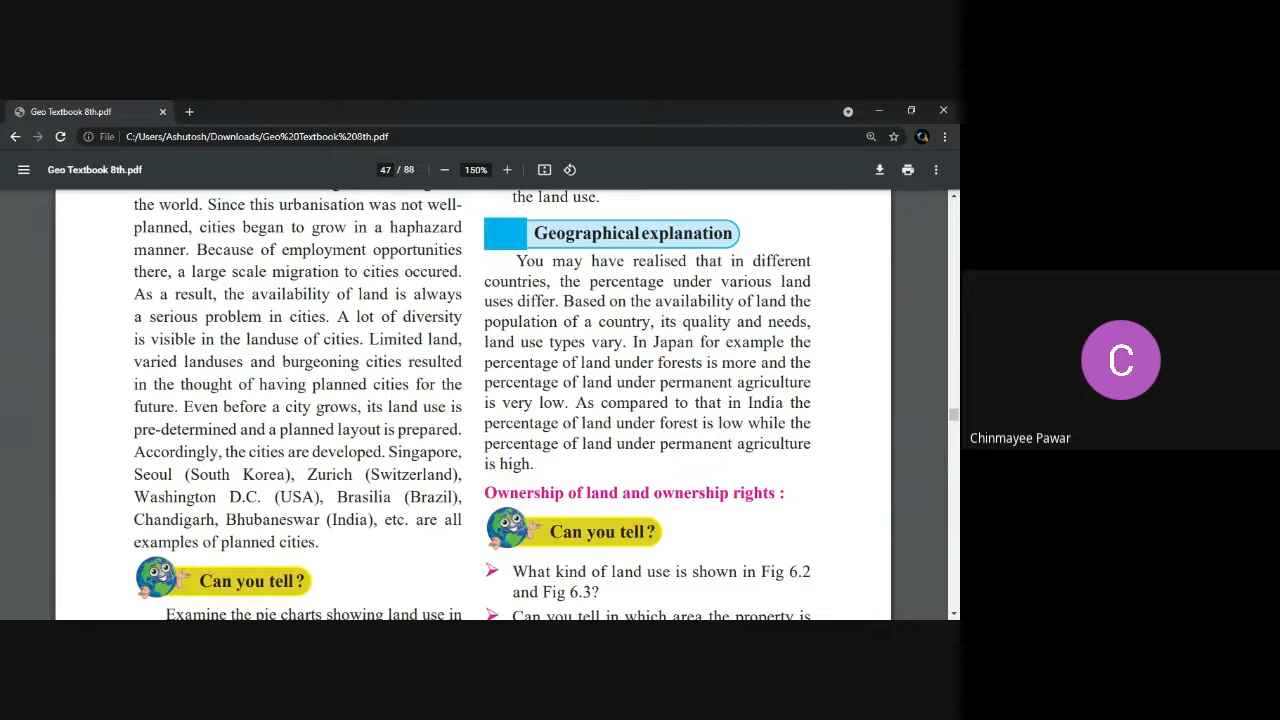 Geo Textbook 8th.pdf
File
C:/Users/Ashutosh/Downloads/Geo%20Textbook%208th.pdf
Geo Textbook 8th.pdf
47 / 88
150%
the world. Since this urbanisation was not well-
planned, cities began to grow in a haphazard
manner. Because of employment opportunities
there, a large scale migration to cities occured.
As a result, the availability of land is always
a serious problem in cities. A lot of diversity
is visible in the landuse of cities. Limited land,
varied landuses and burgeoning cities resulted
in the thought of having planned cities for the
future. Even before a city grows, its land use is
pre-determined and a planned layout is prepared.
Accordingly, the cities are developed. Singapore,
Seoul (South Korea), Zurich (Switzerland),
Washington D.C. (USA), Brasilia (Brazil),
Chandigarh, Bhubaneswar (India), etc. are all
examples of planned cities.
Can you tell?
Examine the pie charts showing land use in
the land use.
Geographical explanation
You may have realised that in different
countries, the percentage under various land
uses differ. Based on the availability of land the
population of a country, its quality and needs,
land use types vary. In Japan for example the
percentage of land under forests is more and the
percentage of land under permanent agriculture
is very low. As compared to that in India the
percentage of land under forest is low while the
percentage of land under permanent agriculture
is high.
Ownership of land and ownership rights :
Can you tell?
What kind of land use is shown in Fig 6.2
and Fig 6.3?
Can you tell in which area the property is
C
Chinmayee Pawar